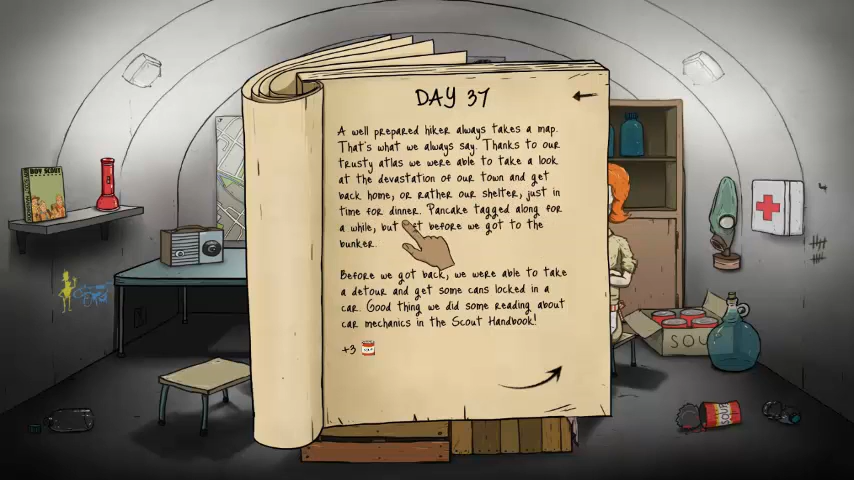 DAY 37
A well prepared hiker always takes a map.
That's what we always say. Thanks to our
trusty atlas we were able to take a look
at the devastation of our town and get
back home, or rather our shelter, just in
time for dinner. Pancake tagged along for
a while, but before we got to the
bunker.
Before we got back, we were able to take
a detour and get some cans locked in a
car. Good thing we did some reading about
car mechanics in the Scout Handbook!
+3
BOY SCOUT
SOU
SOUP